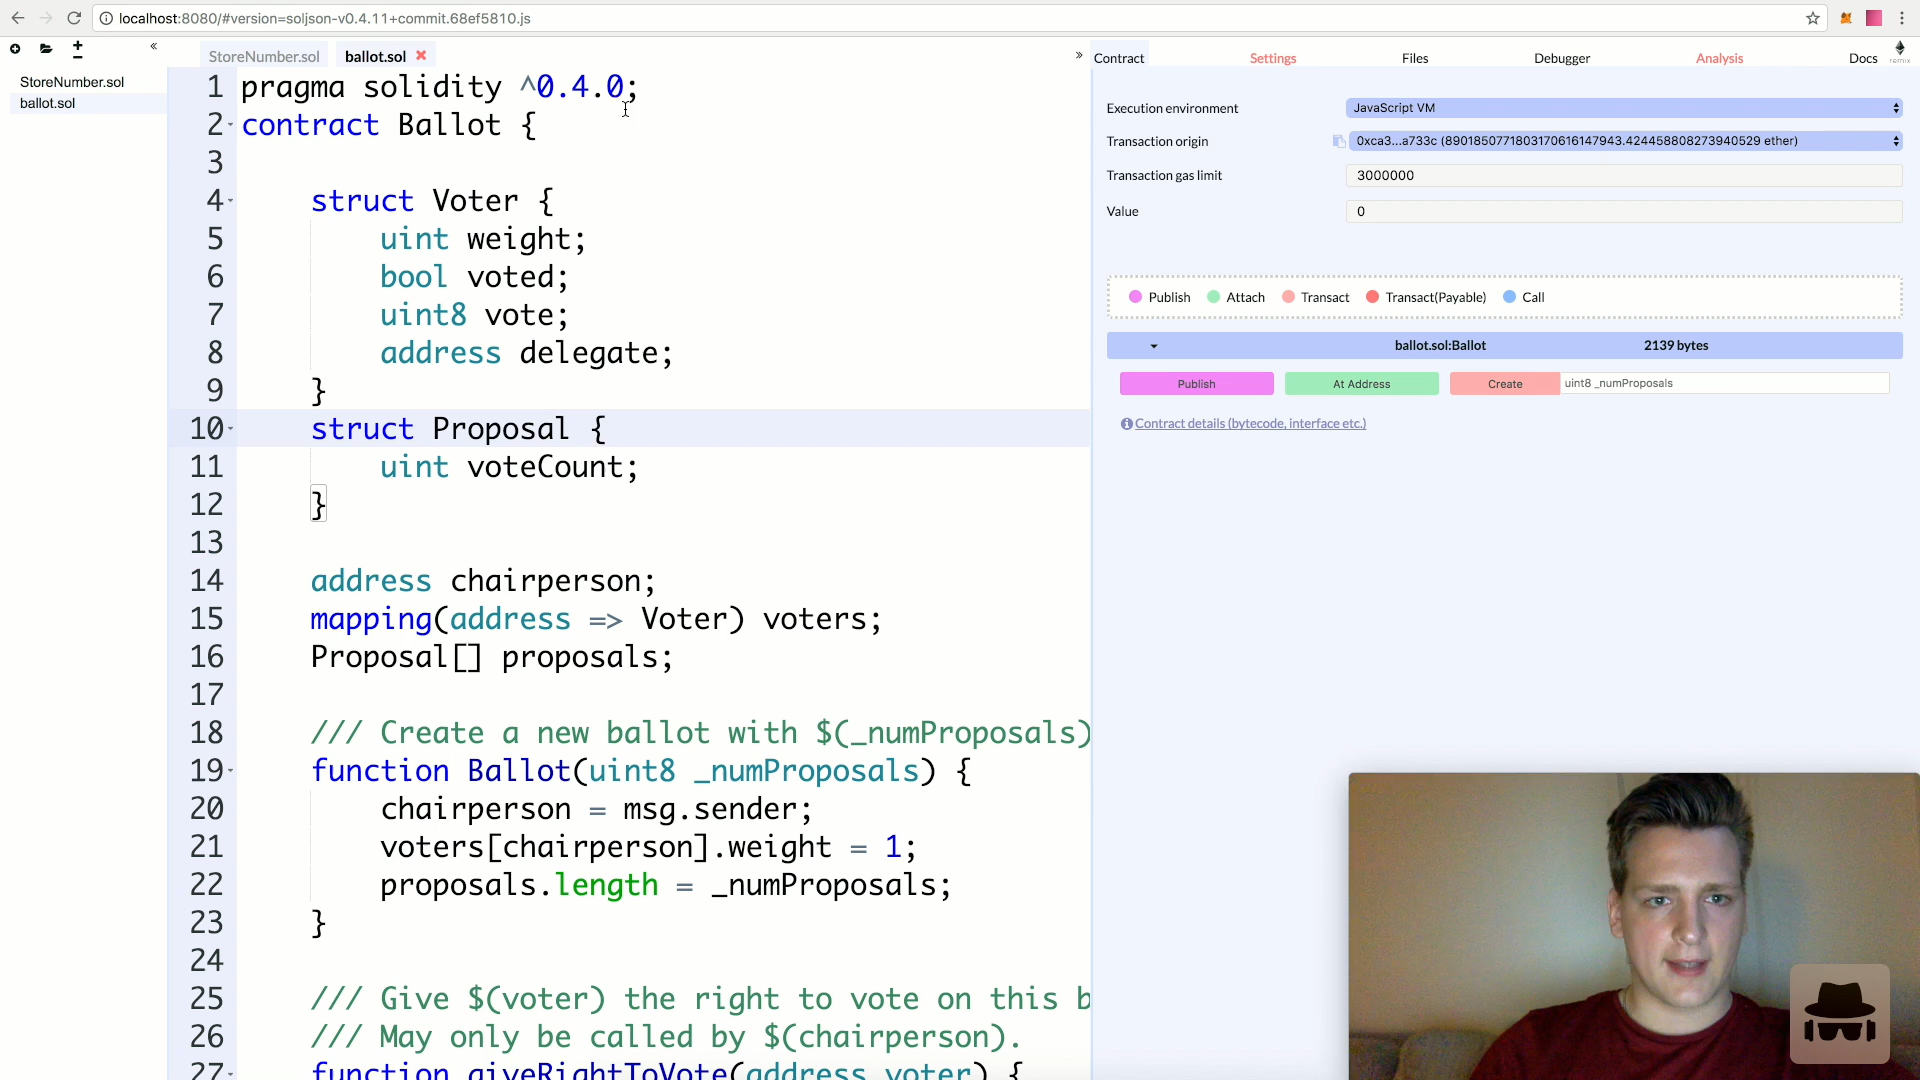 localhost:8080/#version=soljson-v0.4.11+commit.68ef5810.js
StoreNumber.sol
ballot.sol
StoreNumber.sol ballot.sol
1 pragma solidity ^0.4.0;
2 contract Ballot {
3
4 struct Voter {
5 uint weight;
6 bool voted;
7 uint8 vote;
8 address delegate;
9 }
10 struct Proposal {
11 uint voteCount;
12 }
13
14 address chairperson;
15 mapping(address => Voter) voters;
16 Proposal[] proposals;
17
18 /// Create a new ballot with $(_numProposals)
19 function Ballot(uint8 _numProposals) {
20 chairperson = msg.sender;
21 voters[chairperson].weight = 1;
22 proposals.length = _numProposals;
23 }
24
25 /// Give $(voter) the right to vote on this b
26 /// May only be called by $(chairperson).
27 function giveRightToVote(address voter) {
Contract Settings Files Debugger Analysis Docs
remix
Execution environment JavaScript VM
Transaction origin 0xca3...a733c (8901850771803170616147943.424458808273940529 ether)
Transaction gas limit 3000000
Value 0
Publish Attach Transact Transact(Payable) Call
ballot.sol:Ballot 2139 bytes
Publish At Address Create uint8 _numProposals
Contract details (bytecode, interface etc.)